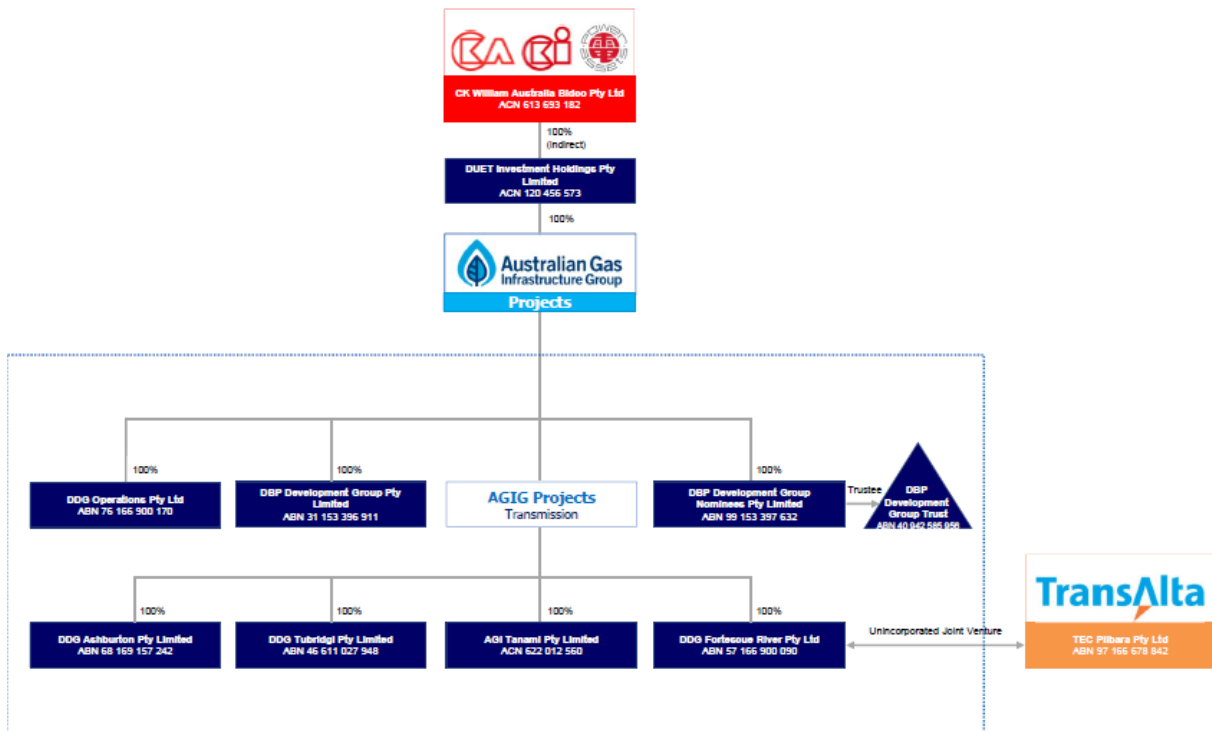 CK William Australia Bidco Pty Ltd
ACN 613 693 182
100%
(Indirect)
DUET Investment Holdings Pty
Limited
ACN 120 456 573
100%
Australian Gas
Infrastructure Group
Projects
100%
100%
100%
DDG Operations Pty Ltd
ABN 76 166 900 170
DBP Development Group Pty
Limited
ABN 31 153 396 911
AGIG Projects
Transmission
DBP Development Group
Nominees Pty Limited
ABN 99 153 397 632
Trustee
DBP
Development
Group Trust
ABN 40 942 585 956
100%
100%
100%
100%
DDG Ashburton Pty Limited
ABN 68 169 157 242
DDG Tubridgi Pty Limited
ABN 46 611 027 948
AGI Tanami Pty Limited
ACN 622 012 560
DDG Fortescue River Pty Ltd
ABN 57 166 900 090
Unincorporated Joint Venture
TransAlta
TEC Pilbara Pty Ltd
ABN 97 166 678 842